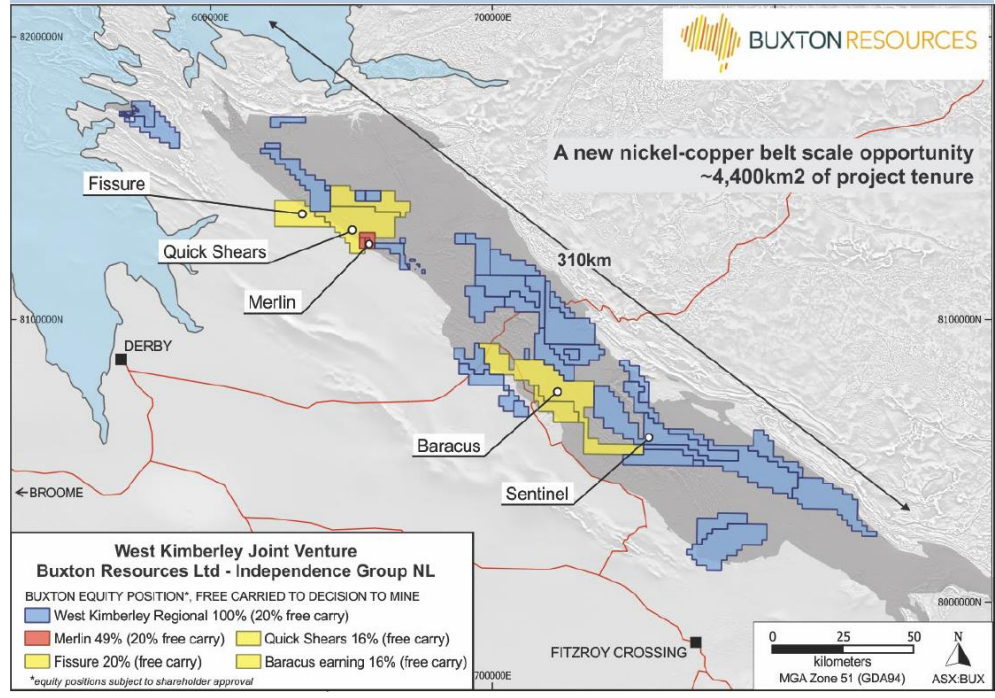 600000E
700000E
8200000N
BUXTON RESOURCES
A new nickel-copper belt scale opportunity
~4,400km2 of project tenure
Fissure
Quick Shears
310km
Merlin
8100000N
8100000N
DERBY
Baracus
Sentinel
←BROOME
West Kimberley Joint Venture
Buxton Resources Ltd - Independence Group NL
BUXTON EQUITY POSITION*, FREE CARRIED TO DECISION TO MINE
West Kimberley Regional 100% (20% free carry)
Merlin 49% (20% free carry)
Quick Shears 16% (free carry)
Fissure 20% (free carry)
Baracus earning 16% (free carry)
*equity positions subject to shareholder approval
8000000N
FITZROY CROSSING
700000E
0 25 50
kilometers
MGA Zone 51 (GDA94)
N
ASX:BUX